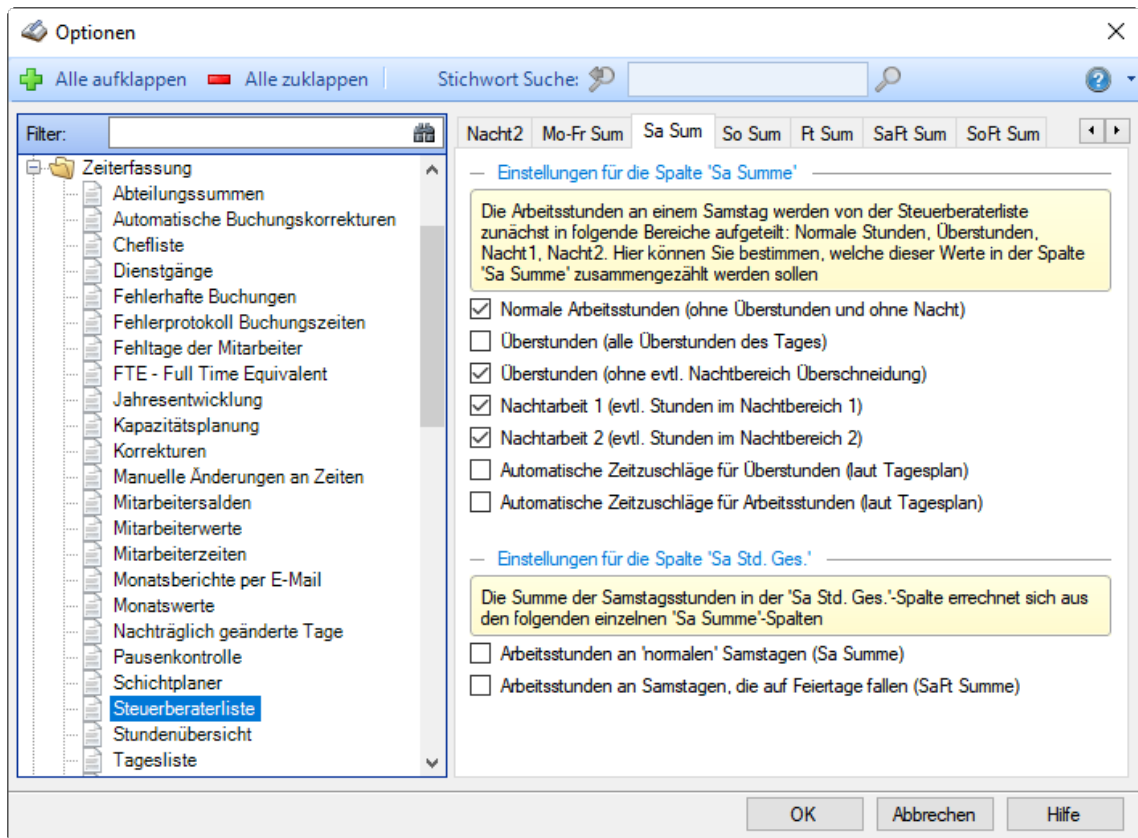 Optionen
Alle aufklappen
Alle zuklappen
Stichwort Suche:
Filter:
Zeiterfassung
Abteilungssummen
Automatische Buchungskorrekturen
Chefliste
Dienstgänge
Fehlerhafte Buchungen
Fehlerprotokoll Buchungszeiten
Fehltage der Mitarbeiter
FTE - Full Time Equivalent
Jahresentwicklung
Kapazitätsplanung
Korrekturen
Manuelle Änderungen an Zeiten
Mitarbeitersalden
Mitarbeiterwerte
Mitarbeiterzeiten
Monatsberichte per E-Mail
Monatswerte
Nachträglich geänderte Tage
Pausenkontrolle
Schichtplaner
Steuerberaterliste
Stundenübersicht
Tagesliste
Nacht2 Mo-Fr Sum Sa Sum So Sum Ft Sum SaFt Sum SoFt Sum
Einstellungen für die Spalte 'Sa Summe'
Die Arbeitsstunden an einem Samstag werden von der Steuerberaterliste
zunächst in folgende Bereiche aufgeteilt: Normale Stunden, Überstunden,
Nacht1, Nacht2. Hier können Sie bestimmen, welche dieser Werte in der Spalte
'Sa Summe' zusammengezählt werden sollen
Normale Arbeitsstunden (ohne Überstunden und ohne Nacht)
Überstunden (alle Überstunden des Tages)
Überstunden (ohne evtl. Nachtbereich Überschneidung)
Nachtarbeit 1 (evtl. Stunden im Nachtbereich 1)
Nachtarbeit 2 (evtl. Stunden im Nachtbereich 2)
Automatische Zeitzuschläge für Überstunden (laut Tagesplan)
Automatische Zeitzuschläge für Arbeitsstunden (laut Tagesplan)
Einstellungen für die Spalte 'Sa Std. Ges.'
Die Summe der Samstagsstunden in der 'Sa Std. Ges.'-Spalte errechnet sich aus
den folgenden einzelnen 'Sa Summe'-Spalten
Arbeitsstunden an 'normalen' Samstagen (Sa Summe)
Arbeitsstunden an Samstagen, die auf Feiertage fallen (SaFt Summe)
OK
Abbrechen
Hilfe